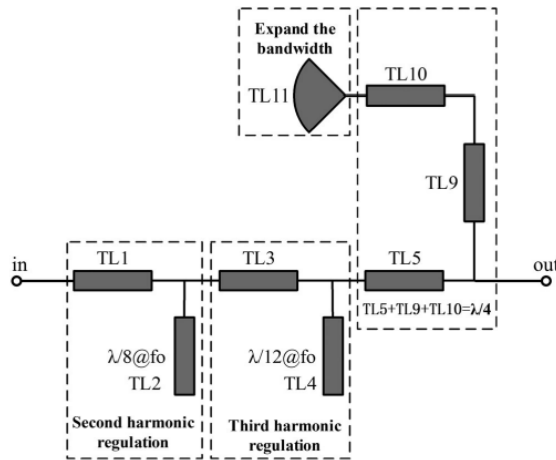 Expand the
bandwidth
TL11
TL10
TL9
in
TL1
TL3
TL5
out
TL5+TL9+TL10=λ/4
λ/8@fo
TL2
λ/12@fo
TL4
Second harmonic
regulation
Third harmonic
regulation